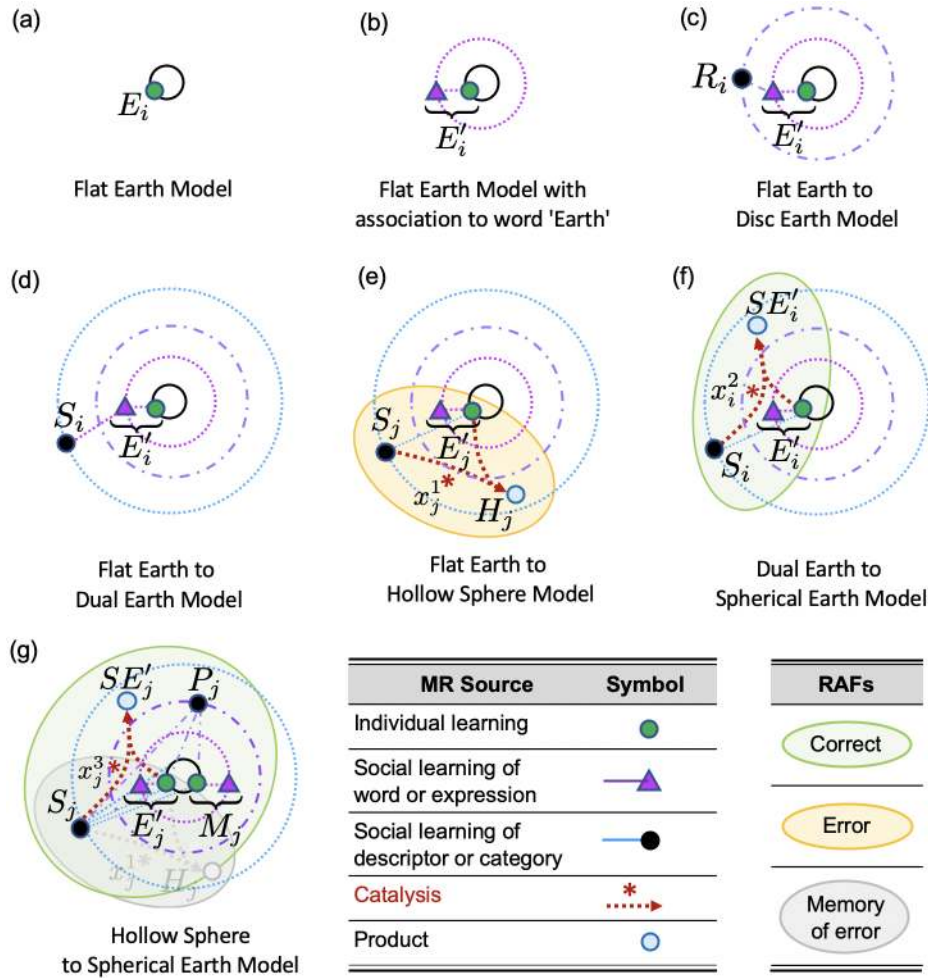 (a)
E_i
Flat Earth Model
(b)
E'_i
Flat Earth Model with
association to word 'Earth'
(c)
R_i
E'_i
Flat Earth to
Disc Earth Model
(d)
S_i
E'_i
Flat Earth to
Dual Earth Model
(e)
S_j
E'_j
x_j^1 *
H_j
Flat Earth to
Hollow Sphere Model
(f)
SE'_i
x_i^2 *
E'_i
S_i
Dual Earth to
Spherical Earth Model
(g)
SE'_j
P_j
x_j^3 *
S_j
E'_j
M_j
x_j^1 *
H_j
Hollow Sphere
to Spherical Earth Model
MR Source Symbol
Individual learning
Social learning of
word or expression
Social learning of
descriptor or category
Catalysis *
Product
RAFs
Correct
Error
Memory
of error